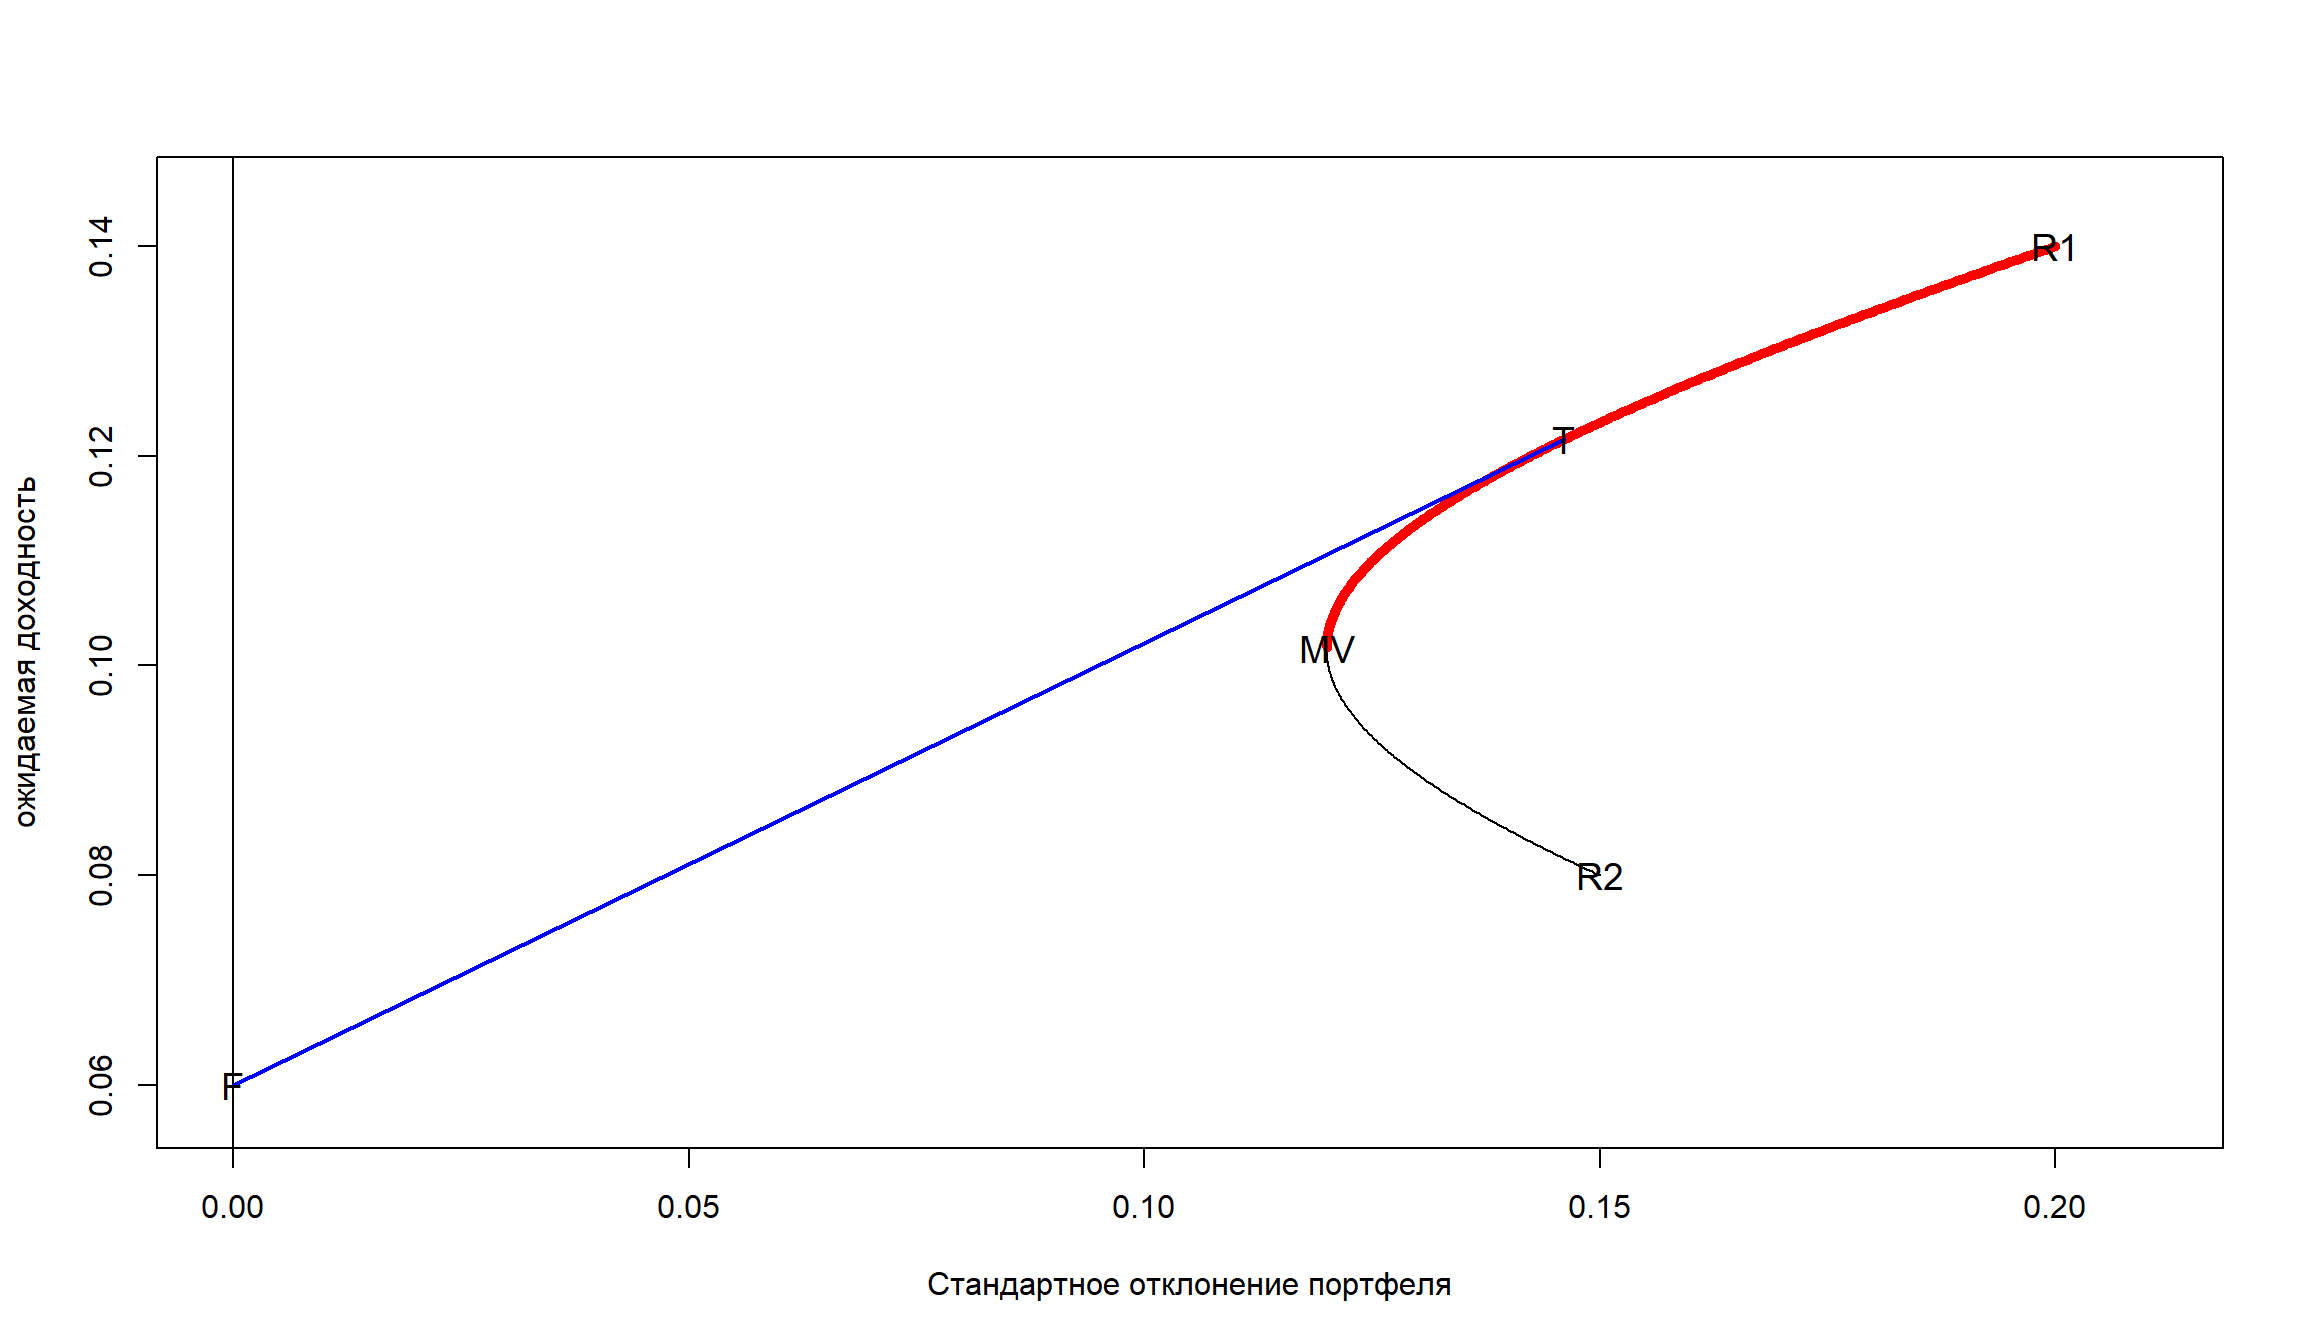 ожидаемая доходность
0.14
0.12
0.10
0.08
0.06
R1
T
MV
R2
F
0.00 0.05 0.10 0.15 0.20
Стандартное отклонение портфеля